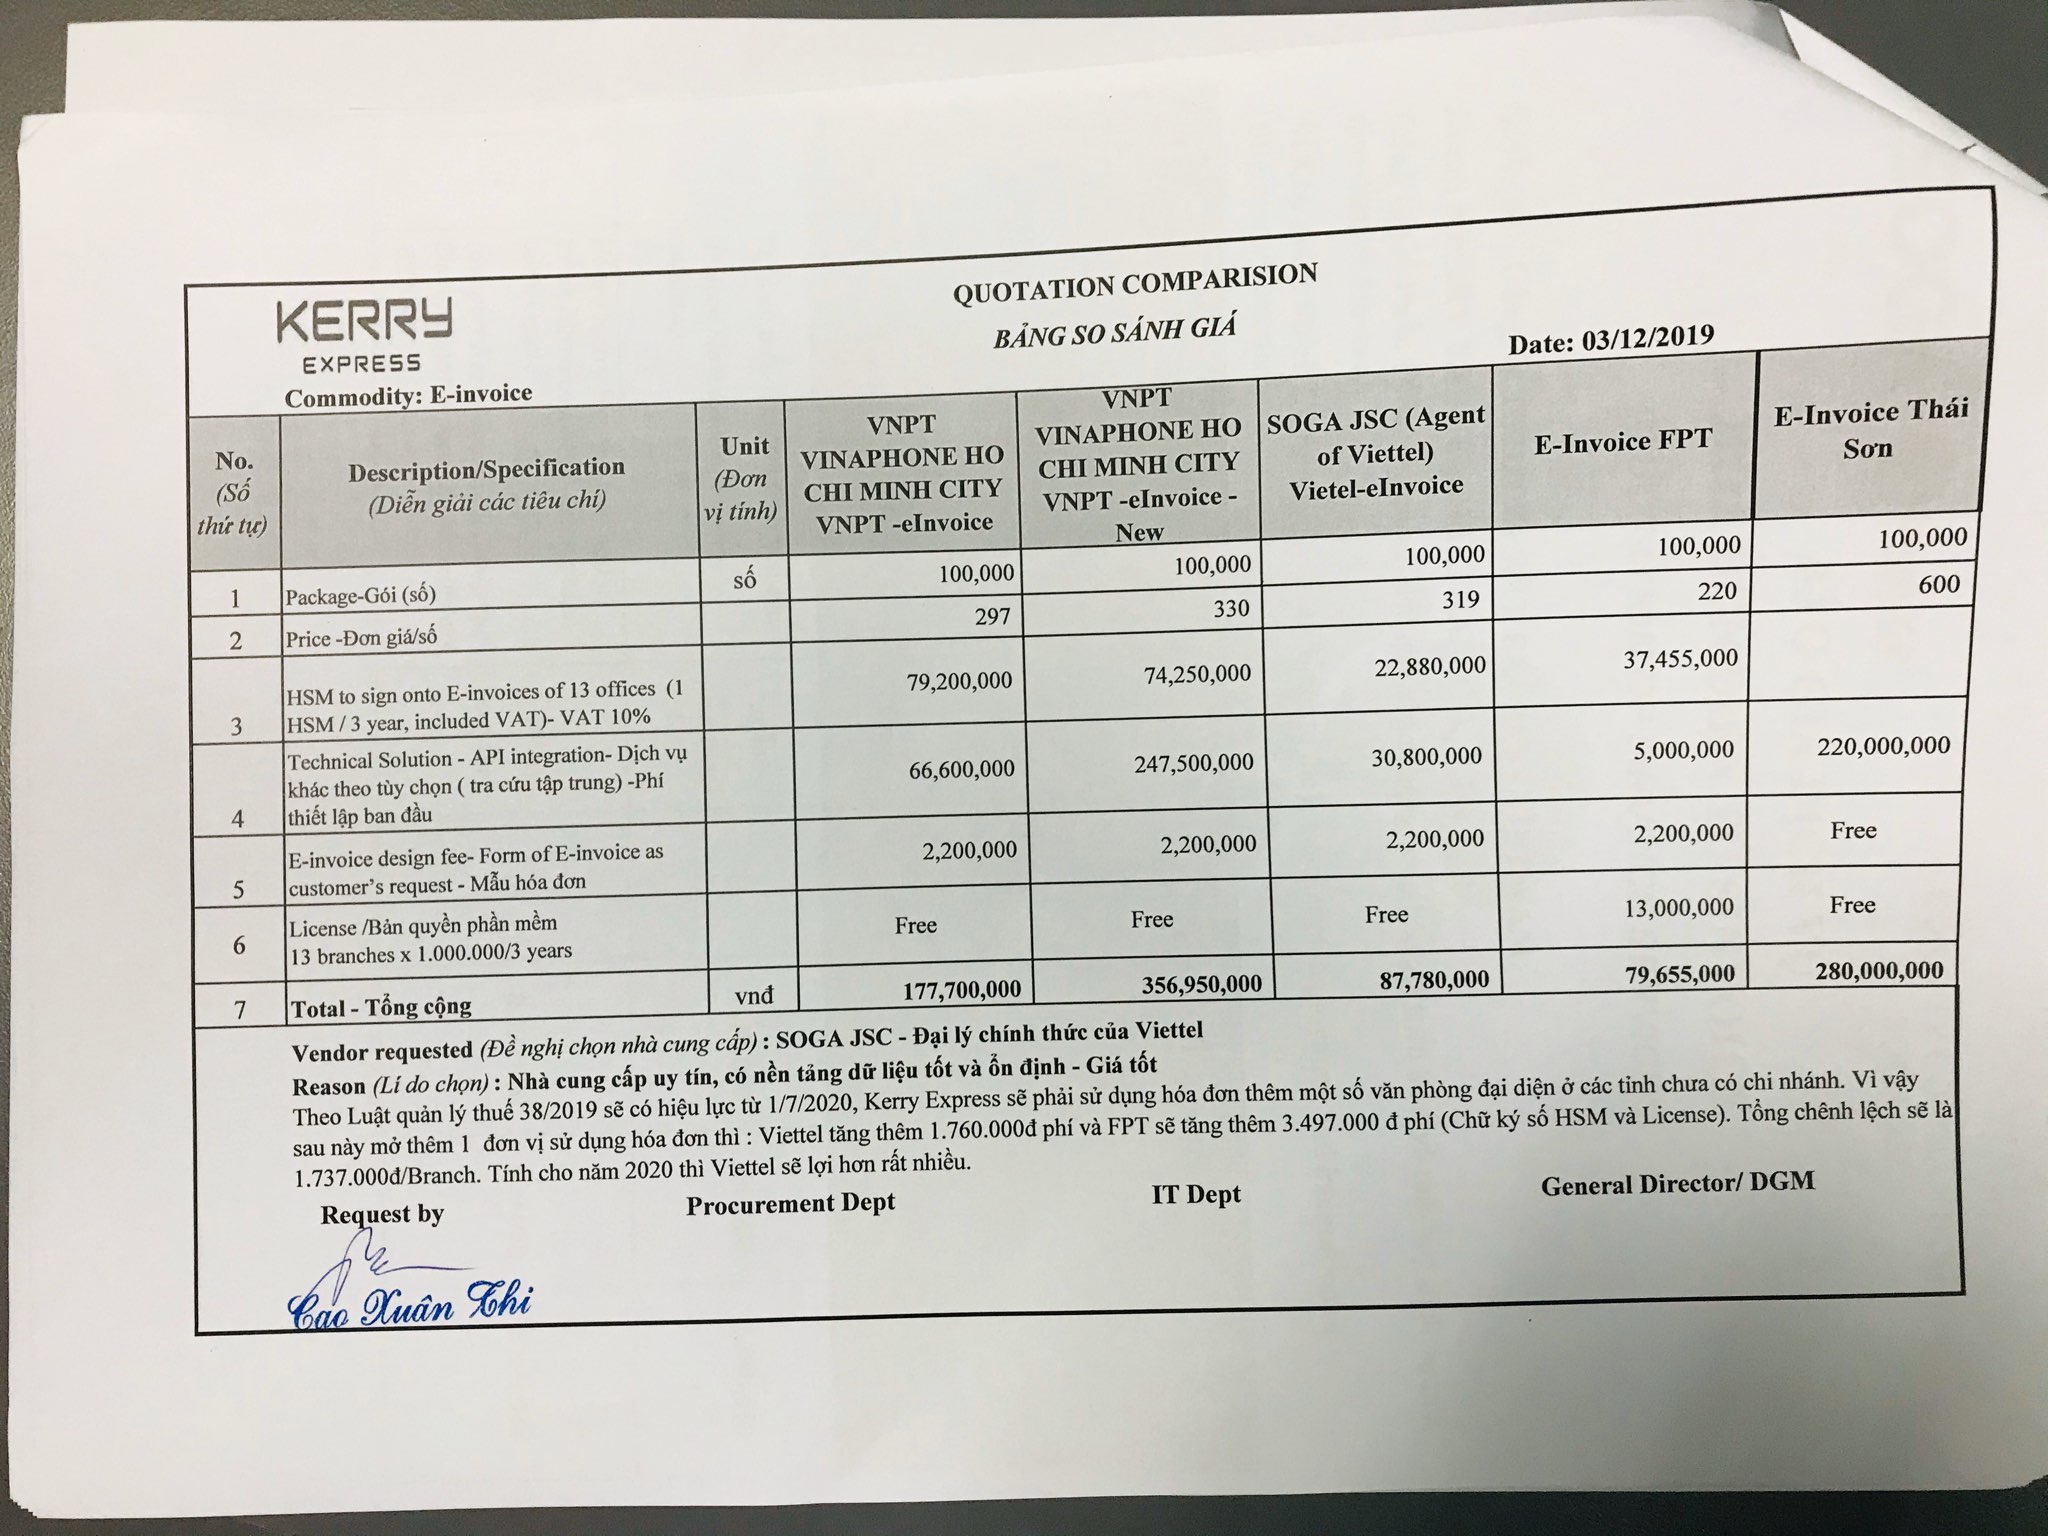 KERRY
EXPRESS
QUOTATION COMPARISION
BẢNG SO SÁNH GIÁ
Date: 03/12/2019
Commodity: E-invoice
No.
(Số
thứ tự)
Description/Specification
(Diễn giải các tiêu chí)
Unit
(Đơn
vị tính)
VNPT
VINAPHONE HO
CHI MINH CITY
VNPT -eInvoice
VNPT
VINAPHONE HO
CHI MINH CITY
VNPT -eInvoice -
New
SOGA JSC (Agent
of Viettel)
Vietel-eInvoice
E-Invoice FPT
E-Invoice Thái
Sơn
1 Package-Gói (số) số 100,000 100,000 100,000 100,000 100,000
2 Price -Đơn giá/số 297 330 319 220 600
3 HSM to sign onto E-invoices of 13 offices (1
HSM / 3 year, included VAT)- VAT 10%
79,200,000 74,250,000 22,880,000 37,455,000
4 Technical Solution - API integration- Dịch vụ
khác theo tùy chọn ( tra cứu tập trung) -Phí
thiết lập ban đầu
66,600,000 247,500,000 30,800,000 5,000,000 220,000,000
5 E-invoice design fee- Form of E-invoice as
customer's request - Mẫu hóa đơn
2,200,000 2,200,000 2,200,000 2,200,000 Free
6 License /Bản quyền phần mềm
13 branches x 1.000.000/3 years
Free Free Free 13,000,000 Free
7 Total - Tổng cộng vnđ 177,700,000 356,950,000 87,780,000 79,655,000 280,000,000
Vendor requested (Đề nghị chọn nhà cung cấp) : SOGA JSC - Đại lý chính thức của Viettel
Reason (Lí do chọn) : Nhà cung cấp uy tín, có nền tảng dữ liệu tốt và ổn định - Giá tốt
Theo Luật quản lý thuế 38/2019 sẽ có hiệu lực từ 1/7/2020, Kerry Express sẽ phải sử dụng hóa đơn thêm một số văn phòng đại diện ở các tỉnh chưa có chi nhánh. Vì vậy
sau này mở thêm 1 đơn vị sử dụng hóa đơn thì : Viettel tăng thêm 1.760.000đ phí và FPT sẽ tăng thêm 3.497.000 đ phí (Chữ ký số HSM và License). Tổng chênh lệch sẽ là
1.737.000đ/Branch. Tính cho năm 2020 thì Viettel sẽ lợi hơn rất nhiều.
Request by Procurement Dept IT Dept General Director/ DGM
Cao Xuân Thi